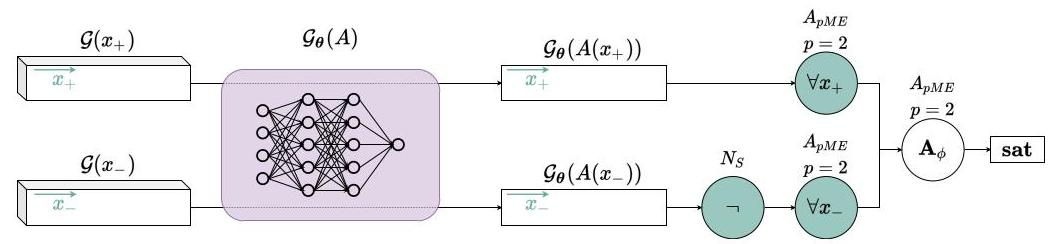 𝒢(x₊)
x₊
𝒢_θ(A)
𝒢_θ(A(x₊))
x₊
A_pME
p = 2
∀x₊
A_pME
p = 2
A_ϕ
sat
𝒢(x₋)
x₋
𝒢_θ(A(x₋))
x₋
N_S
¬
A_pME
p = 2
∀x₋